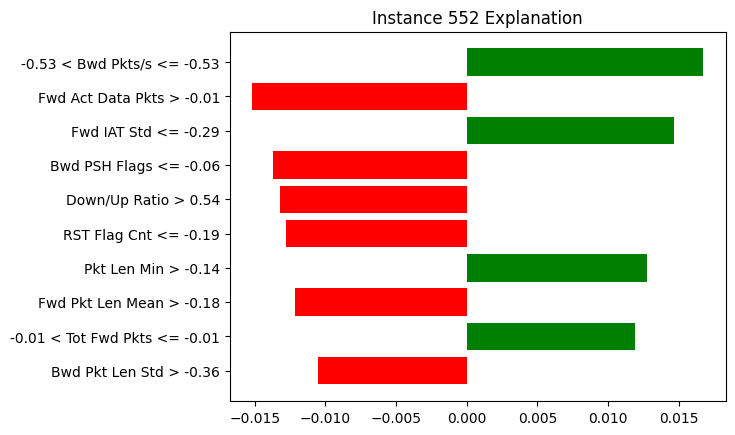 Instance 552 Explanation
-0.53 < Bwd Pkts/s <= -0.53
Fwd Act Data Pkts > -0.01
Fwd IAT Std <= -0.29
Bwd PSH Flags <= -0.06
Down/Up Ratio > 0.54
RST Flag Cnt <= -0.19
Pkt Len Min > -0.14
Fwd Pkt Len Mean > -0.18
-0.01 < Tot Fwd Pkts <= -0.01
Bwd Pkt Len Std > -0.36
−0.015 −0.010 −0.005 0.000 0.005 0.010 0.015